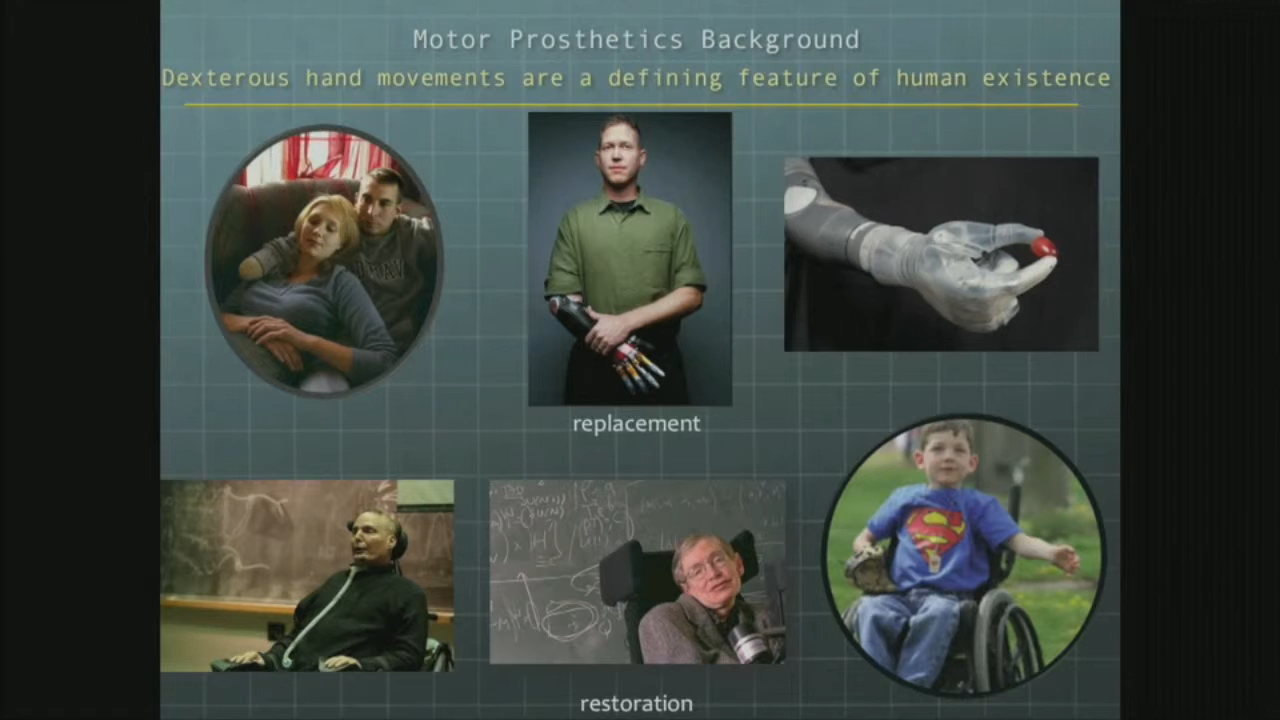 Motor Prosthetics Background
Dexterous hand movements are a defining feature of human existence
replacement
restoration